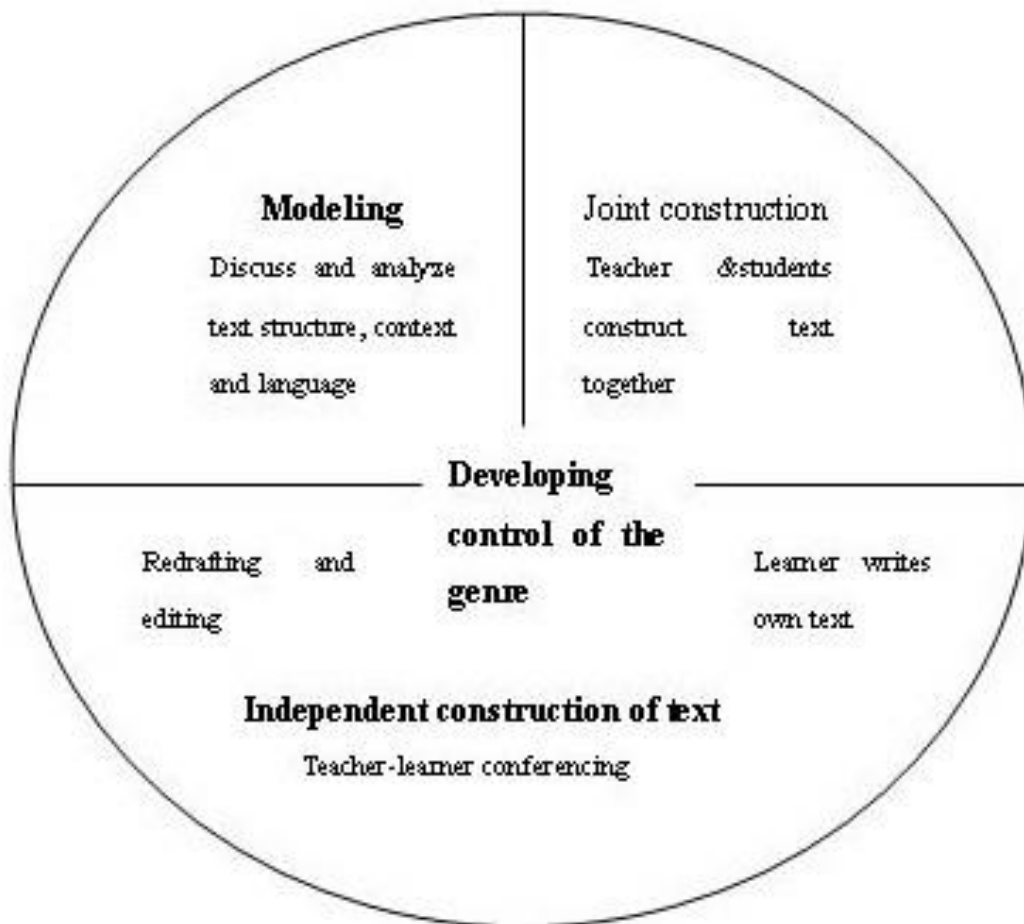 Modeling
Discuss and analyze
text structure, context
and language
Joint construction
Teacher &students
construct text
together
Developing
control of the
genre
Redrafting and
editing
Learner writes
own text
Independent construction of text
Teacher-learner conferencing